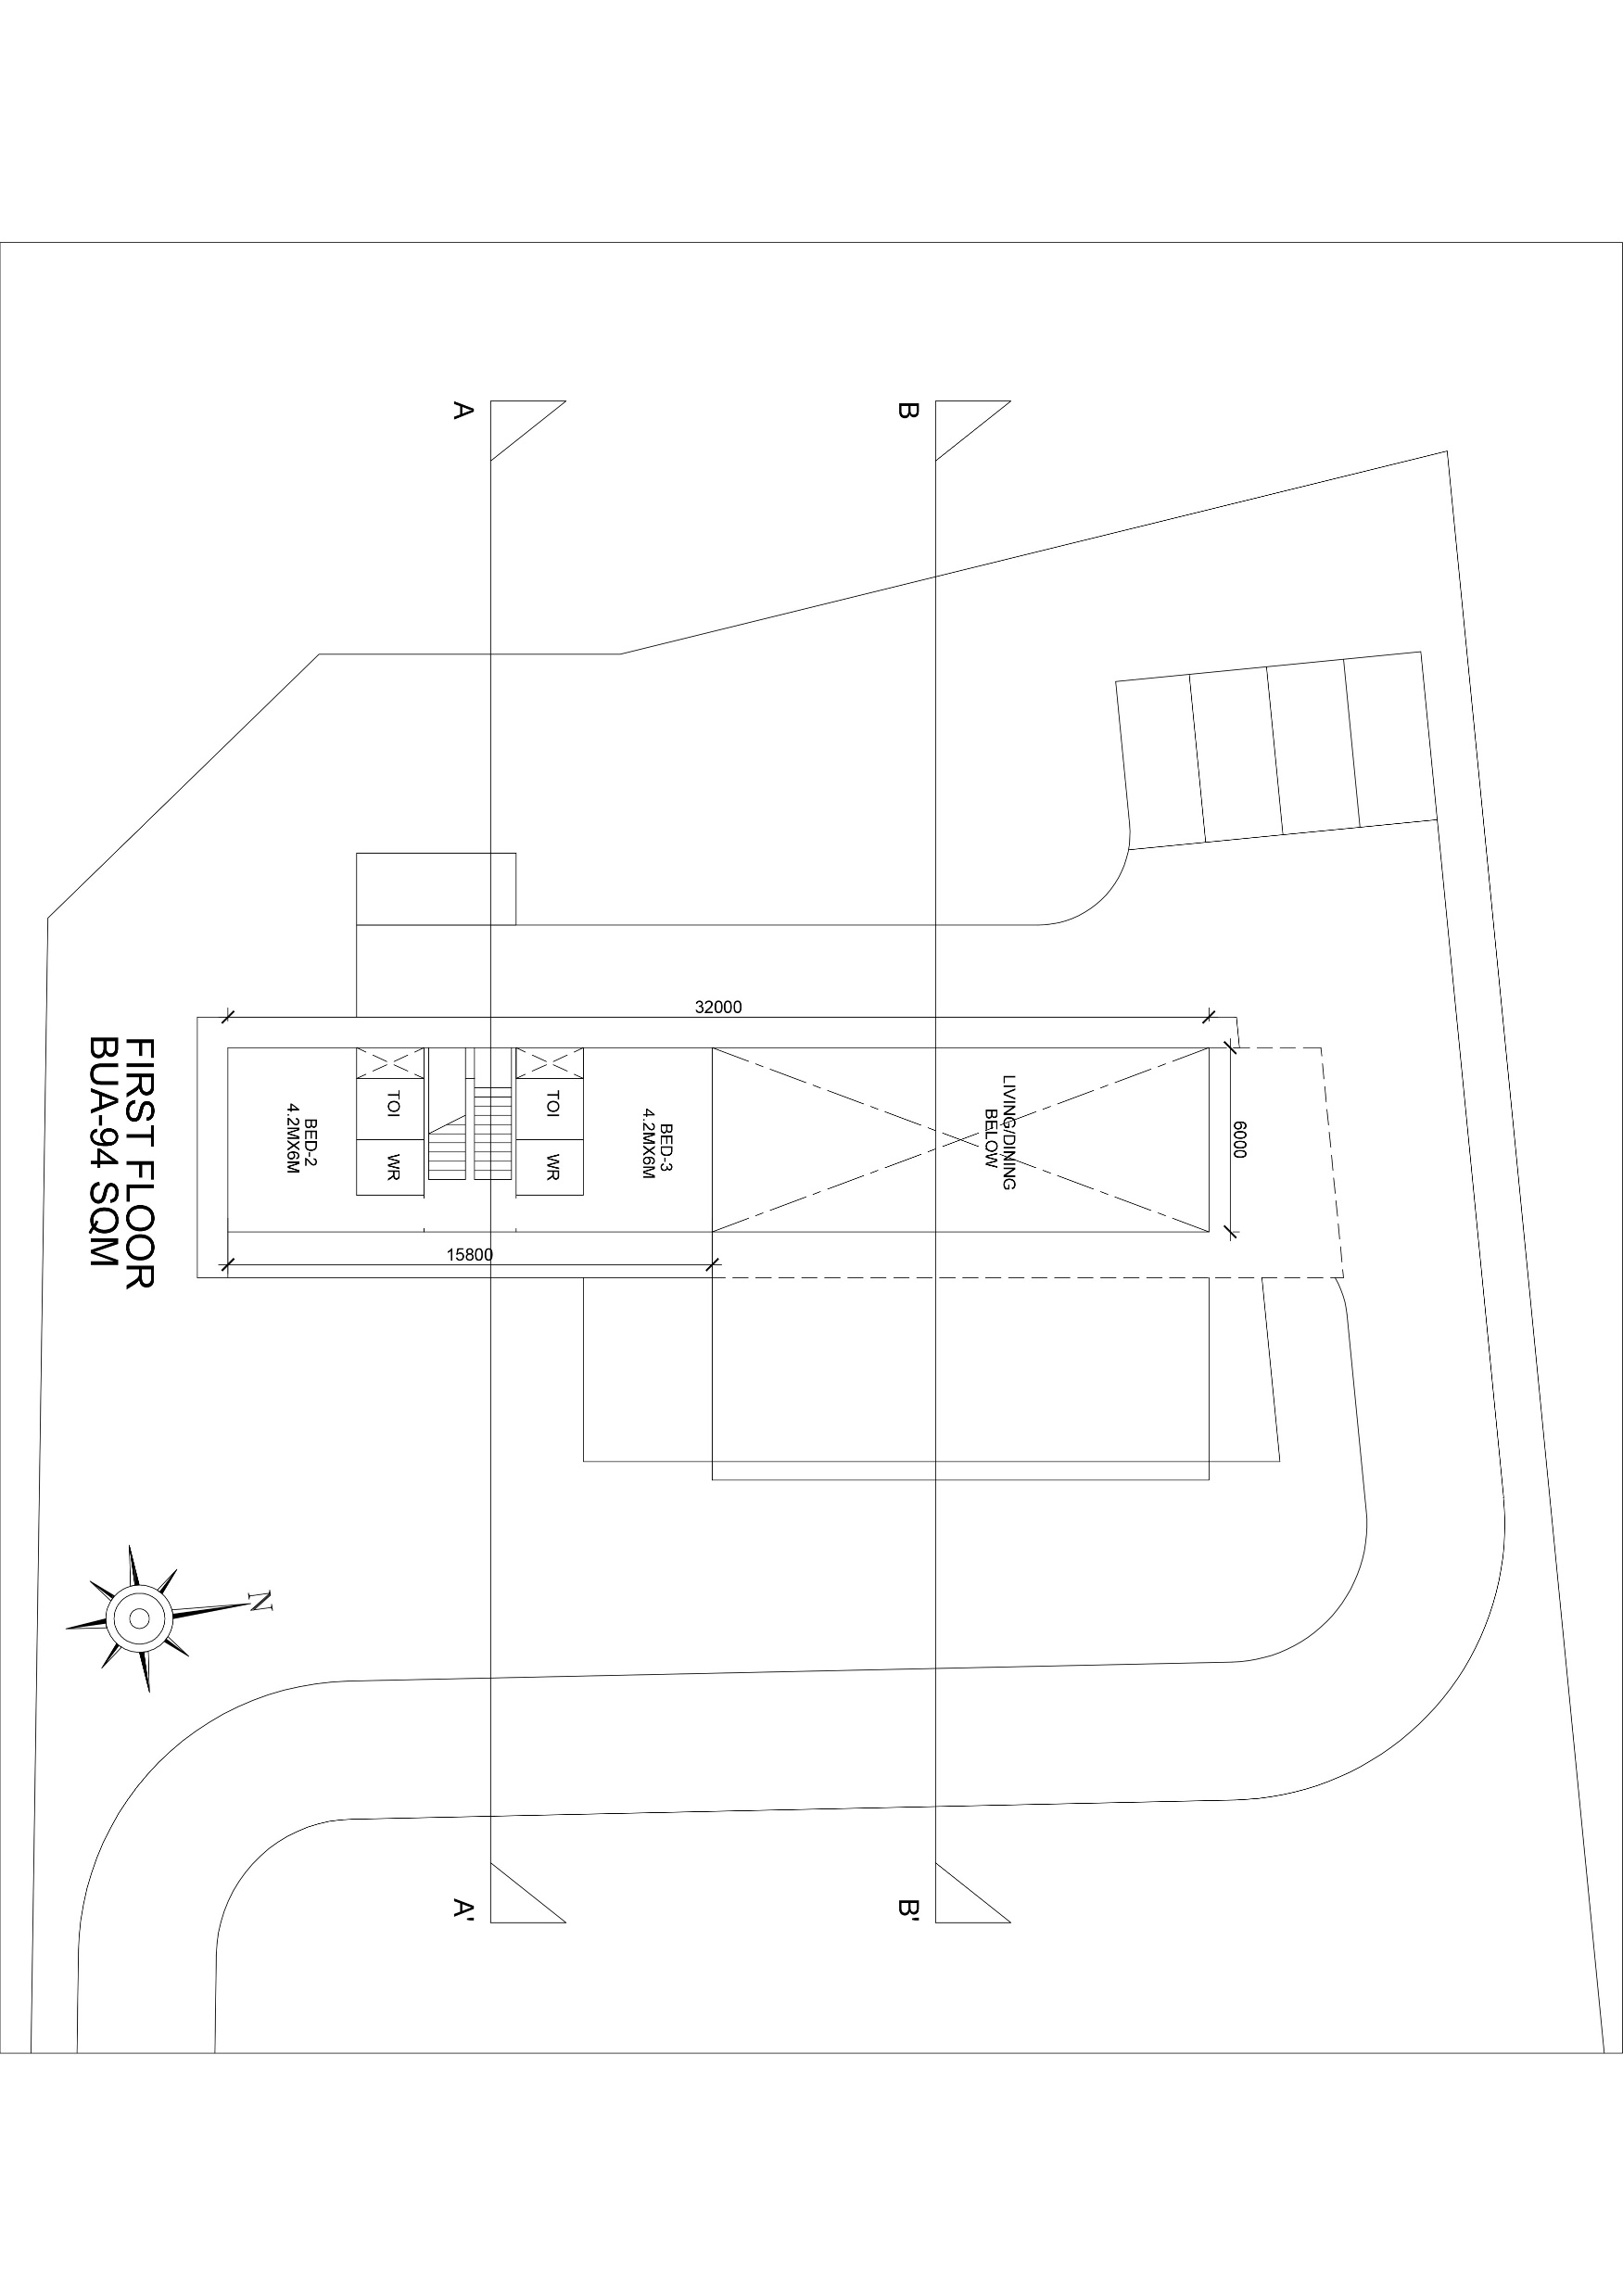 A
B
32000
6000
LIVING/DINING
BELOW
BED-3
4.2MX6M
TOI
WR
TOI
WR
BED-2
4.2MX6M
15800
FIRST FLOOR
BUA-94 SQM
N
A'
B'